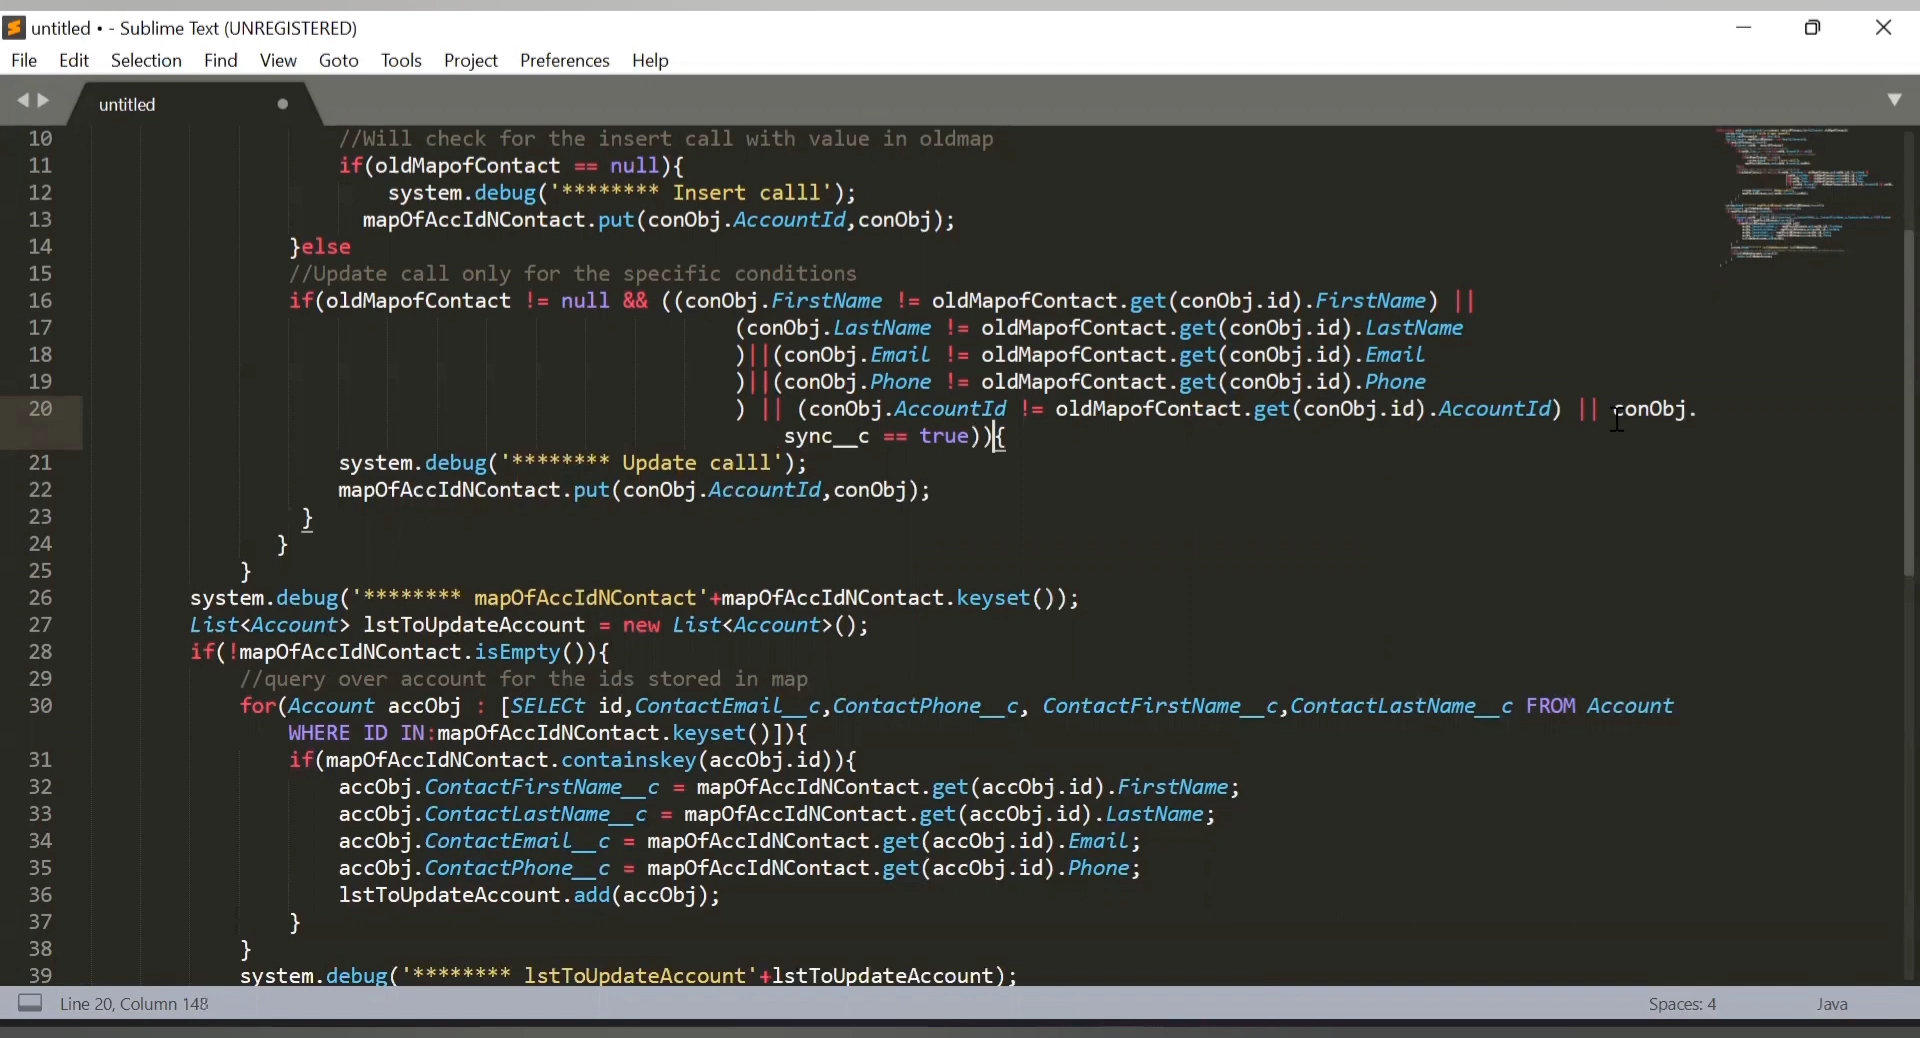 untitled • - Sublime Text (UNREGISTERED)
File Edit Selection Find View Goto Tools Project Preferences Help
untitled
10 //Will check for the insert call with value in oldmap
11 if(oldMapofContact == null){
12 system.debug('******** Insert calll');
13 mapOfAccIdNContact.put(conObj.AccountId,conObj);
14 }else
15 //Update call only for the specific conditions
16 if(oldMapofContact != null && ((conObj.FirstName != oldMapofContact.get(conObj.id).FirstName) ||
17 (conObj.LastName != oldMapofContact.get(conObj.id).LastName
18 )||(conObj.Email != oldMapofContact.get(conObj.id).Email
19 )||(conObj.Phone != oldMapofContact.get(conObj.id).Phone
20 ) || (conObj.AccountId != oldMapofContact.get(conObj.id).AccountId) || conObj.
sync__c == true)){
21 system.debug('******** Update calll');
22 mapOfAccIdNContact.put(conObj.AccountId,conObj);
23 }
24 }
25 }
26 system.debug('******** mapOfAccIdNContact'+mapOfAccIdNContact.keyset());
27 List<Account> lstToUpdateAccount = new List<Account>();
28 if(!mapOfAccIdNContact.isEmpty()){
29 //query over account for the ids stored in map
30 for(Account accObj : [SELECt id,ContactEmail__c,ContactPhone__c, ContactFirstName__c,ContactLastName__c FROM Account
WHERE ID IN:mapOfAccIdNContact.keyset()]){
31 if(mapOfAccIdNContact.containskey(accObj.id)){
32 accObj.ContactFirstName__c = mapOfAccIdNContact.get(accObj.id).FirstName;
33 accObj.ContactLastName__c = mapOfAccIdNContact.get(accObj.id).LastName;
34 accObj.ContactEmail__c = mapOfAccIdNContact.get(accObj.id).Email;
35 accObj.ContactPhone__c = mapOfAccIdNContact.get(accObj.id).Phone;
36 lstToUpdateAccount.add(accObj);
37 }
38 }
39 system.debug('******** lstToUpdateAccount'+lstToUpdateAccount);
Line 20, Column 148 Spaces: 4 Java